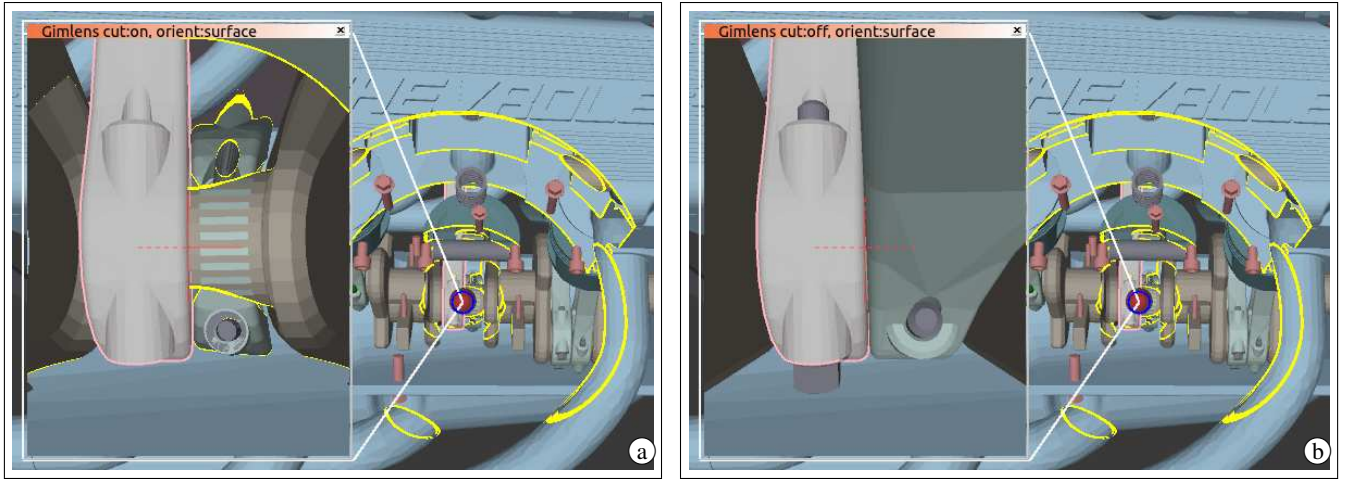 Gimlens cut:on, orient:surface
a
Gimlens cut:off, orient:surface
b